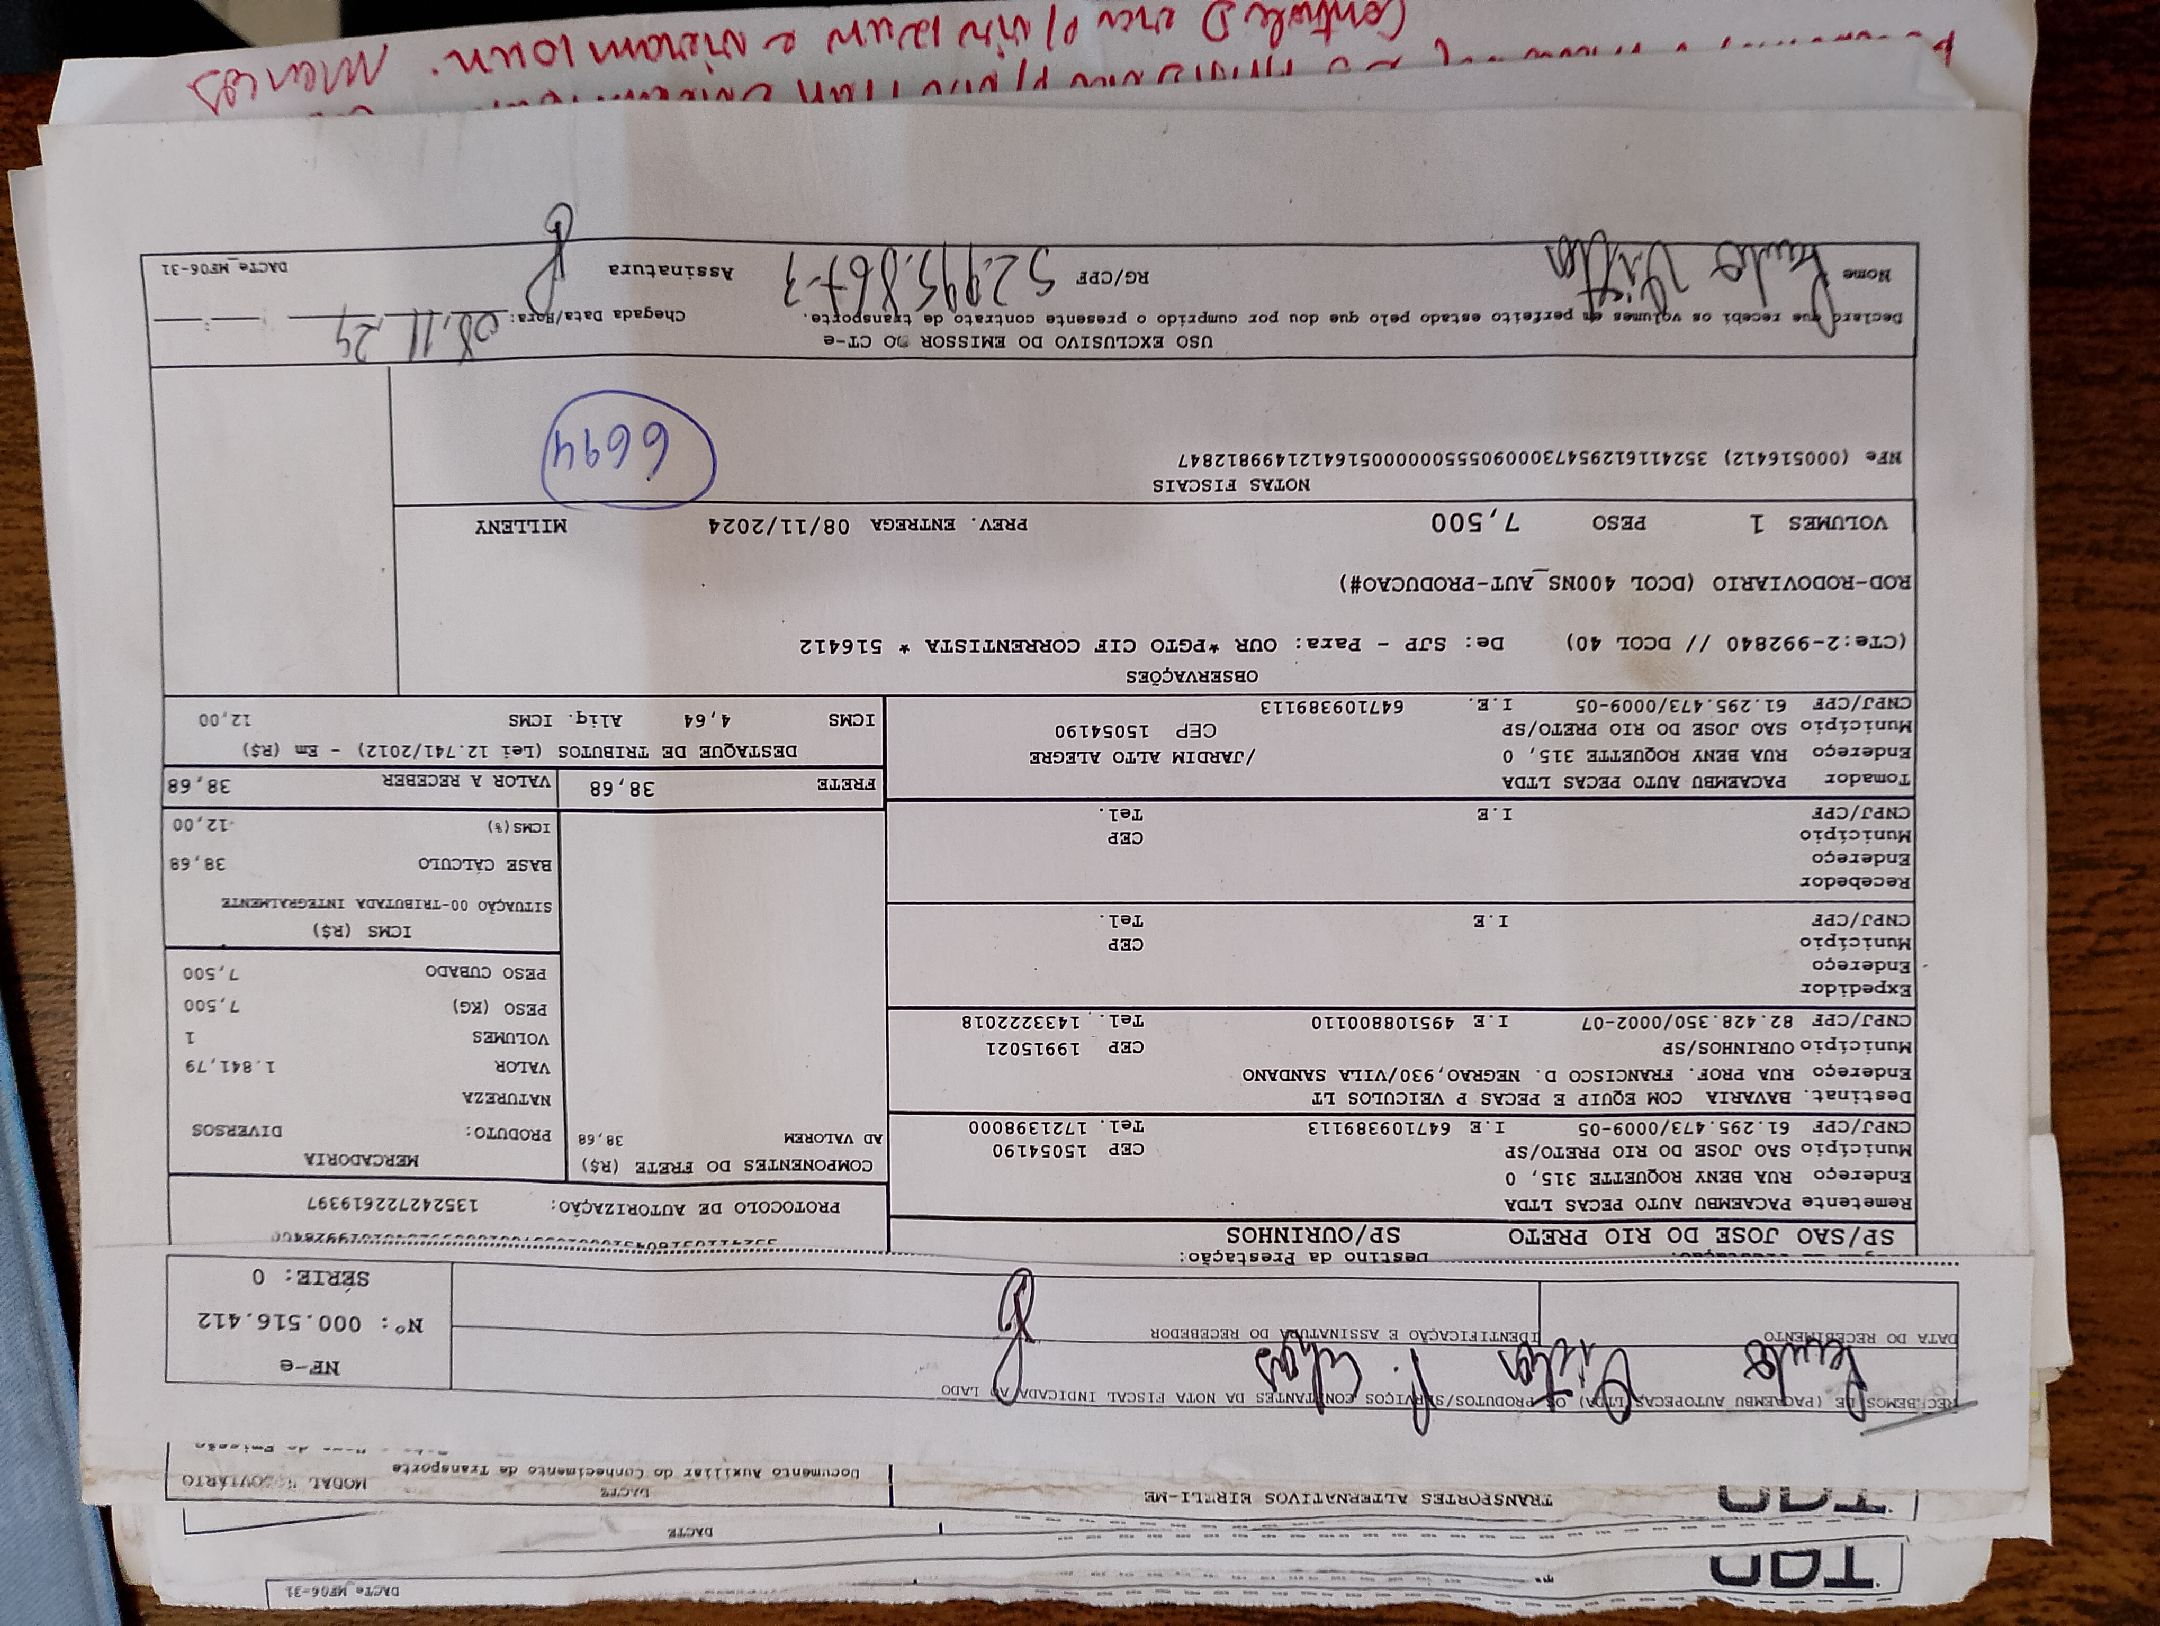 TAD
DACTE_MF06-31
DACTE
TRANSPORTES ALTERNATIVOS EIRELI-ME
DACTE
MODAL RODOVIÁRIO
Documento Auxiliar do Conhecimento de Transporte
RECEBEMOS DE (PACAEMBU AUTOPECAS LTDA) OS PRODUTOS/SERVIÇOS CONSTANTES DA NOTA FISCAL INDICADA AO LADO
Paulo Victor
NF-e
DATA DO RECEBIMENTO
IDENTIFICAÇÃO E ASSINATURA DO RECEBEDOR
Nº: 000.516.412
SÉRIE: 0
Destino da Prestação:
SP/SAO JOSE DO RIO PRETO SP/OURINHOS
PROTOCOLO DE AUTORIZAÇÃO: 135242722619397
Remetente PACAEMBU AUTO PECAS LTDA
Endereço RUA BENY ROQUETTE 315, 0
Município SAO JOSE DO RIO PRETO/SP CEP 15054190
CNPJ/CPF 61.295.473/0009-05 I.E 647109389113 Tel. 1721398000
Destinat. BAVARIA COM EQUIP E PECAS P VEICULOS LT
Endereço RUA PROF. FRANCISCO D. NEGRAO,930/VILA SANDANO
Município OURINHOS/SP CEP 19915021
CNPJ/CPF 82.428.350/0002-07 I.E 495108800110 Tel. 1433222018
Expedidor
Endereço
Município CEP
CNPJ/CPF I.E Tel.
Recebedor
Endereço
Município CEP
CNPJ/CPF I.E Tel.
Tomador PACAEMBU AUTO PECAS LTDA
Endereço RUA BENY ROQUETTE 315, 0 /JARDIM ALTO ALEGRE
Município SAO JOSE DO RIO PRETO/SP CEP 15054190
CNPJ/CPF 61.295.473/0009-05 I.E. 647109389113
COMPONENTES DO FRETE (R$)
AD VALOREM 38,68
MERCADORIA
PRODUTO: DIVERSOS
NATUREZA
VALOR 1.841,79
VOLUMES 1
PESO (KG) 7,500
PESO CUBADO 7,500
ICMS (R$)
SITUAÇÃO 00-TRIBUTADA INTEGRALMENTE
BASE CÁLCULO 38,68
ICMS(%) 12,00
FRETE 38,68 VALOR A RECEBER 38,68
DESTAQUE DE TRIBUTOS (Lei 12.741/2012) - Em (R$)
ICMS 4,64 Aliq. ICMS 12,00
OBSERVAÇÕES
(CTe:2-992840 // DCOL 40) De: SJP - Para: OUR *PGTO CIF CORRENTISTA * 516412
ROD-RODOVIARIO (DCOL 400NS_AUT-PRODUCAO#)
VOLUMES 1 PESO 7,500 PREV. ENTREGA 08/11/2024 MILLENY
NOTAS FISCAIS
NFe (000516412) 35241161295473000905550000005164121499812847
6694
USO EXCLUSIVO DO EMISSOR DO CT-e
Declaro que recebi os volumes em perfeito estado pelo que dou por cumprido o presente contrato de transporte. Chegada Data/Hora: 08.11.24
Nome Paulo Victor RG/CPF 52.995.867-7 Assinatura DACTE_MF06-31